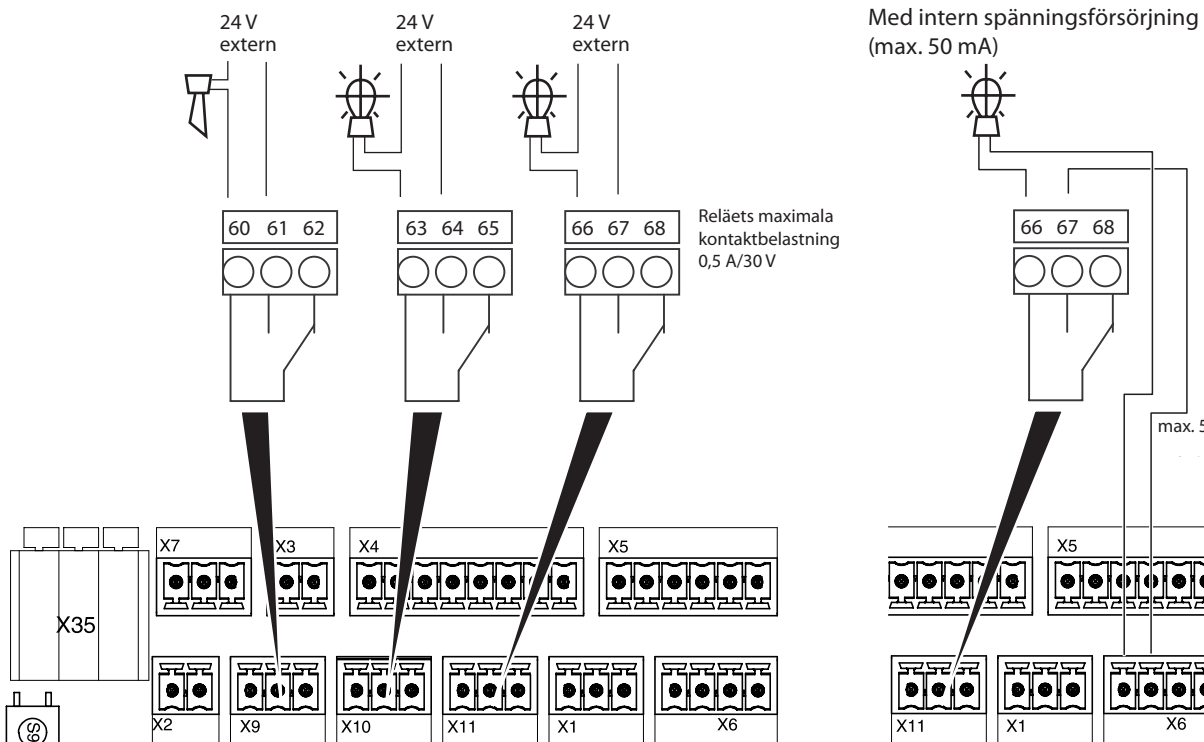 24 V
extern
24 V
extern
24 V
extern
Med intern spänningsförsörjning
(max. 50 mA)
60 61 62
63 64 65
66 67 68
Reläets maximala
kontaktbelastning
0,5 A/30 V
66 67 68
max. 5
X7
X3
X4
X5
X5
X35
X2
X9
X10
X11
X1
X6
X11
X1
X6